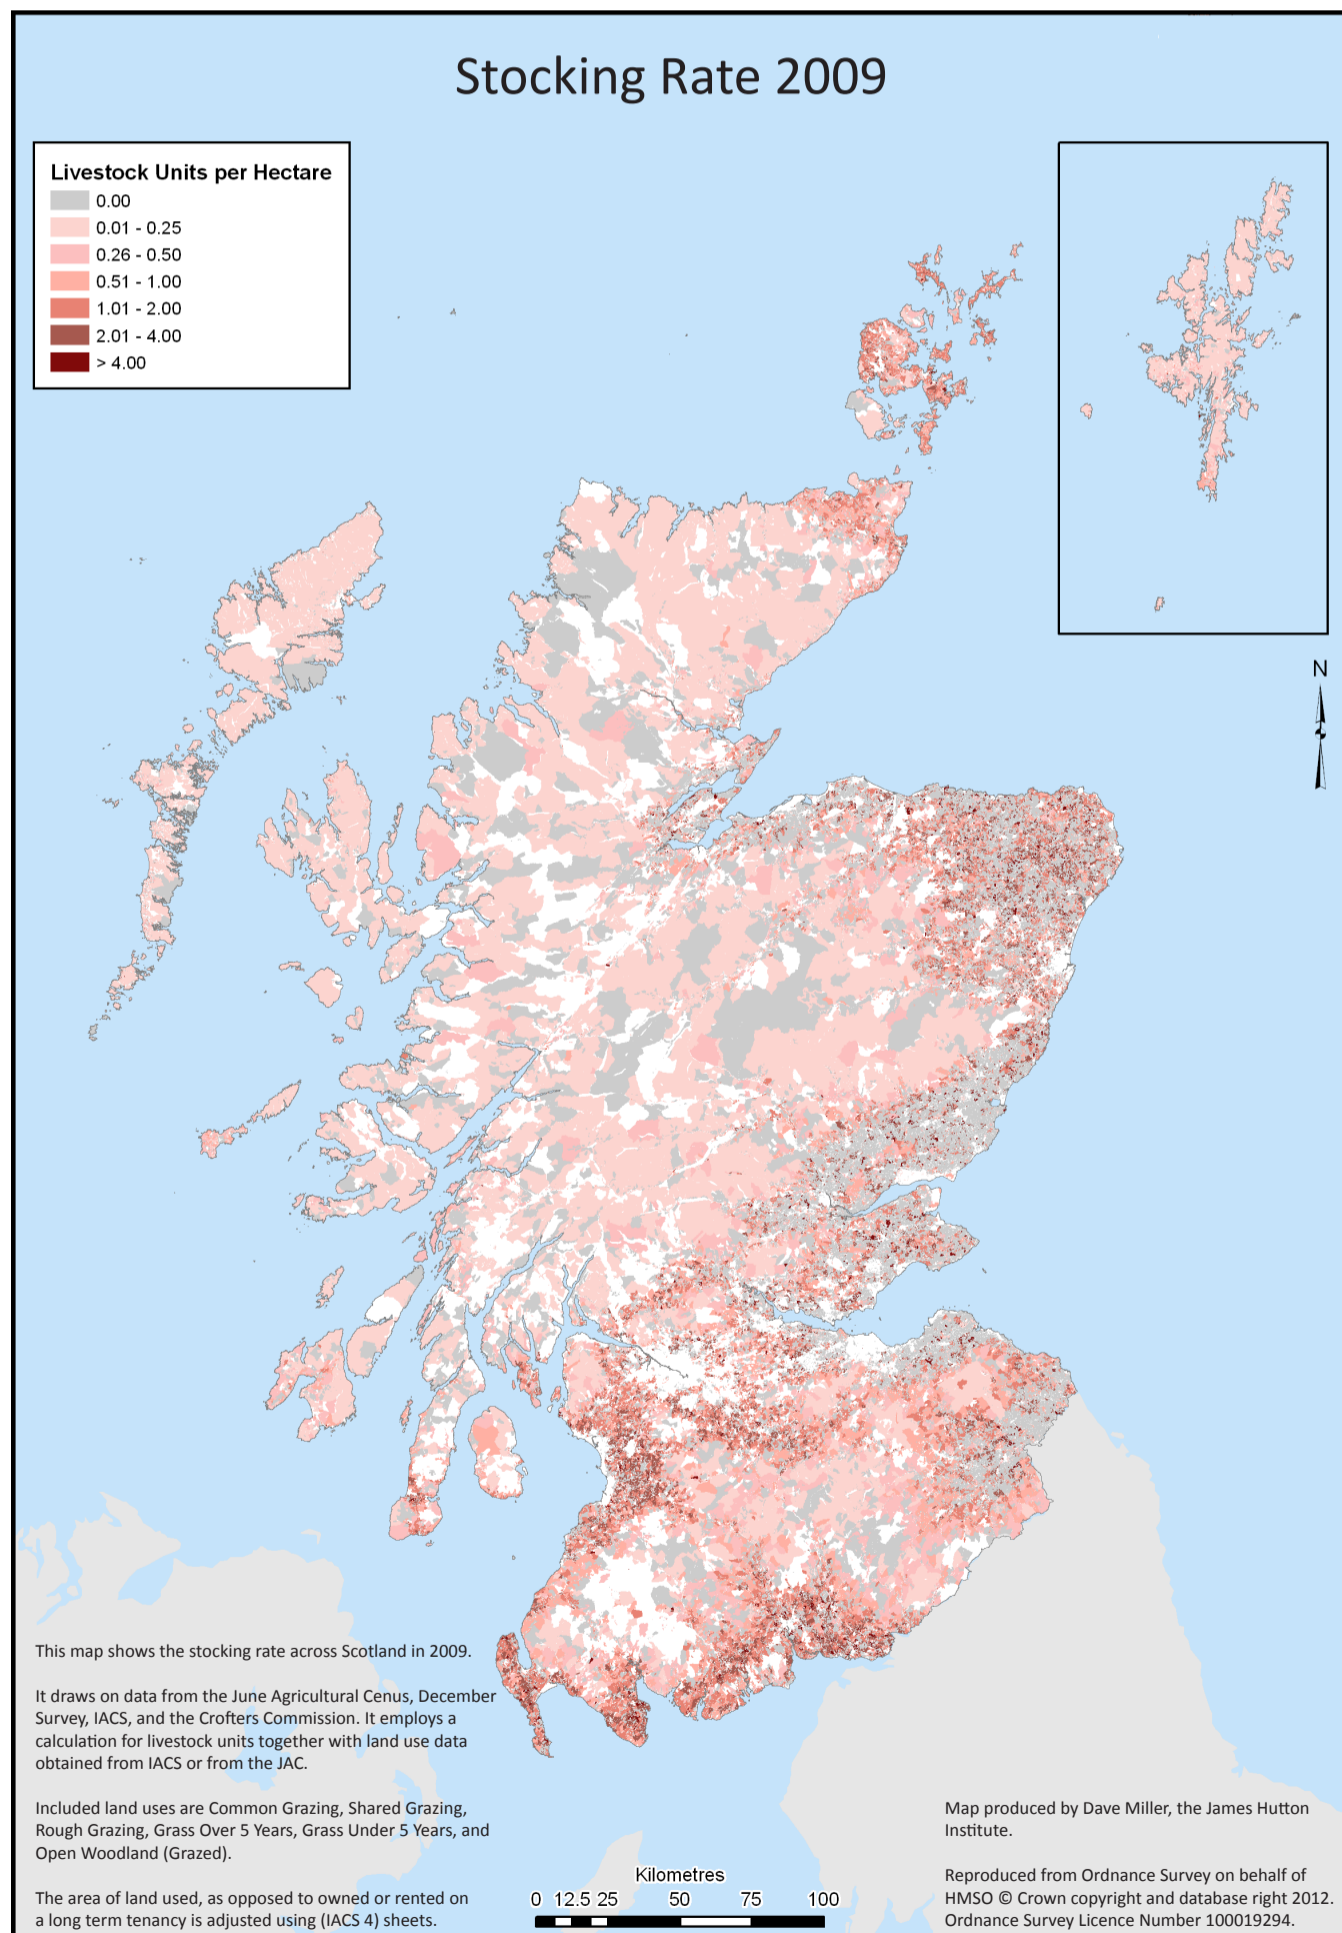 Stocking Rate 2009
Livestock Units per Hectare
0.00
0.01 - 0.25
0.26 - 0.50
0.51 - 1.00
1.01 - 2.00
2.01 - 4.00
> 4.00
N
This map shows the stocking rate across Scotland in 2009.
It draws on data from the June Agricultural Cenus, December
Survey, IACS, and the Crofters Commission. It employs a
calculation for livestock units together with land use data
obtained from IACS or from the JAC.
Included land uses are Common Grazing, Shared Grazing,
Rough Grazing, Grass Over 5 Years, Grass Under 5 Years, and
Open Woodland (Grazed).
The area of land used, as opposed to owned or rented on
a long term tenancy is adjusted using (IACS 4) sheets.
Kilometres
0 12.5 25 50 75 100
Map produced by Dave Miller, the James Hutton
Institute.
Reproduced from Ordnance Survey on behalf of
HMSO © Crown copyright and database right 2012.
Ordnance Survey Licence Number 100019294.